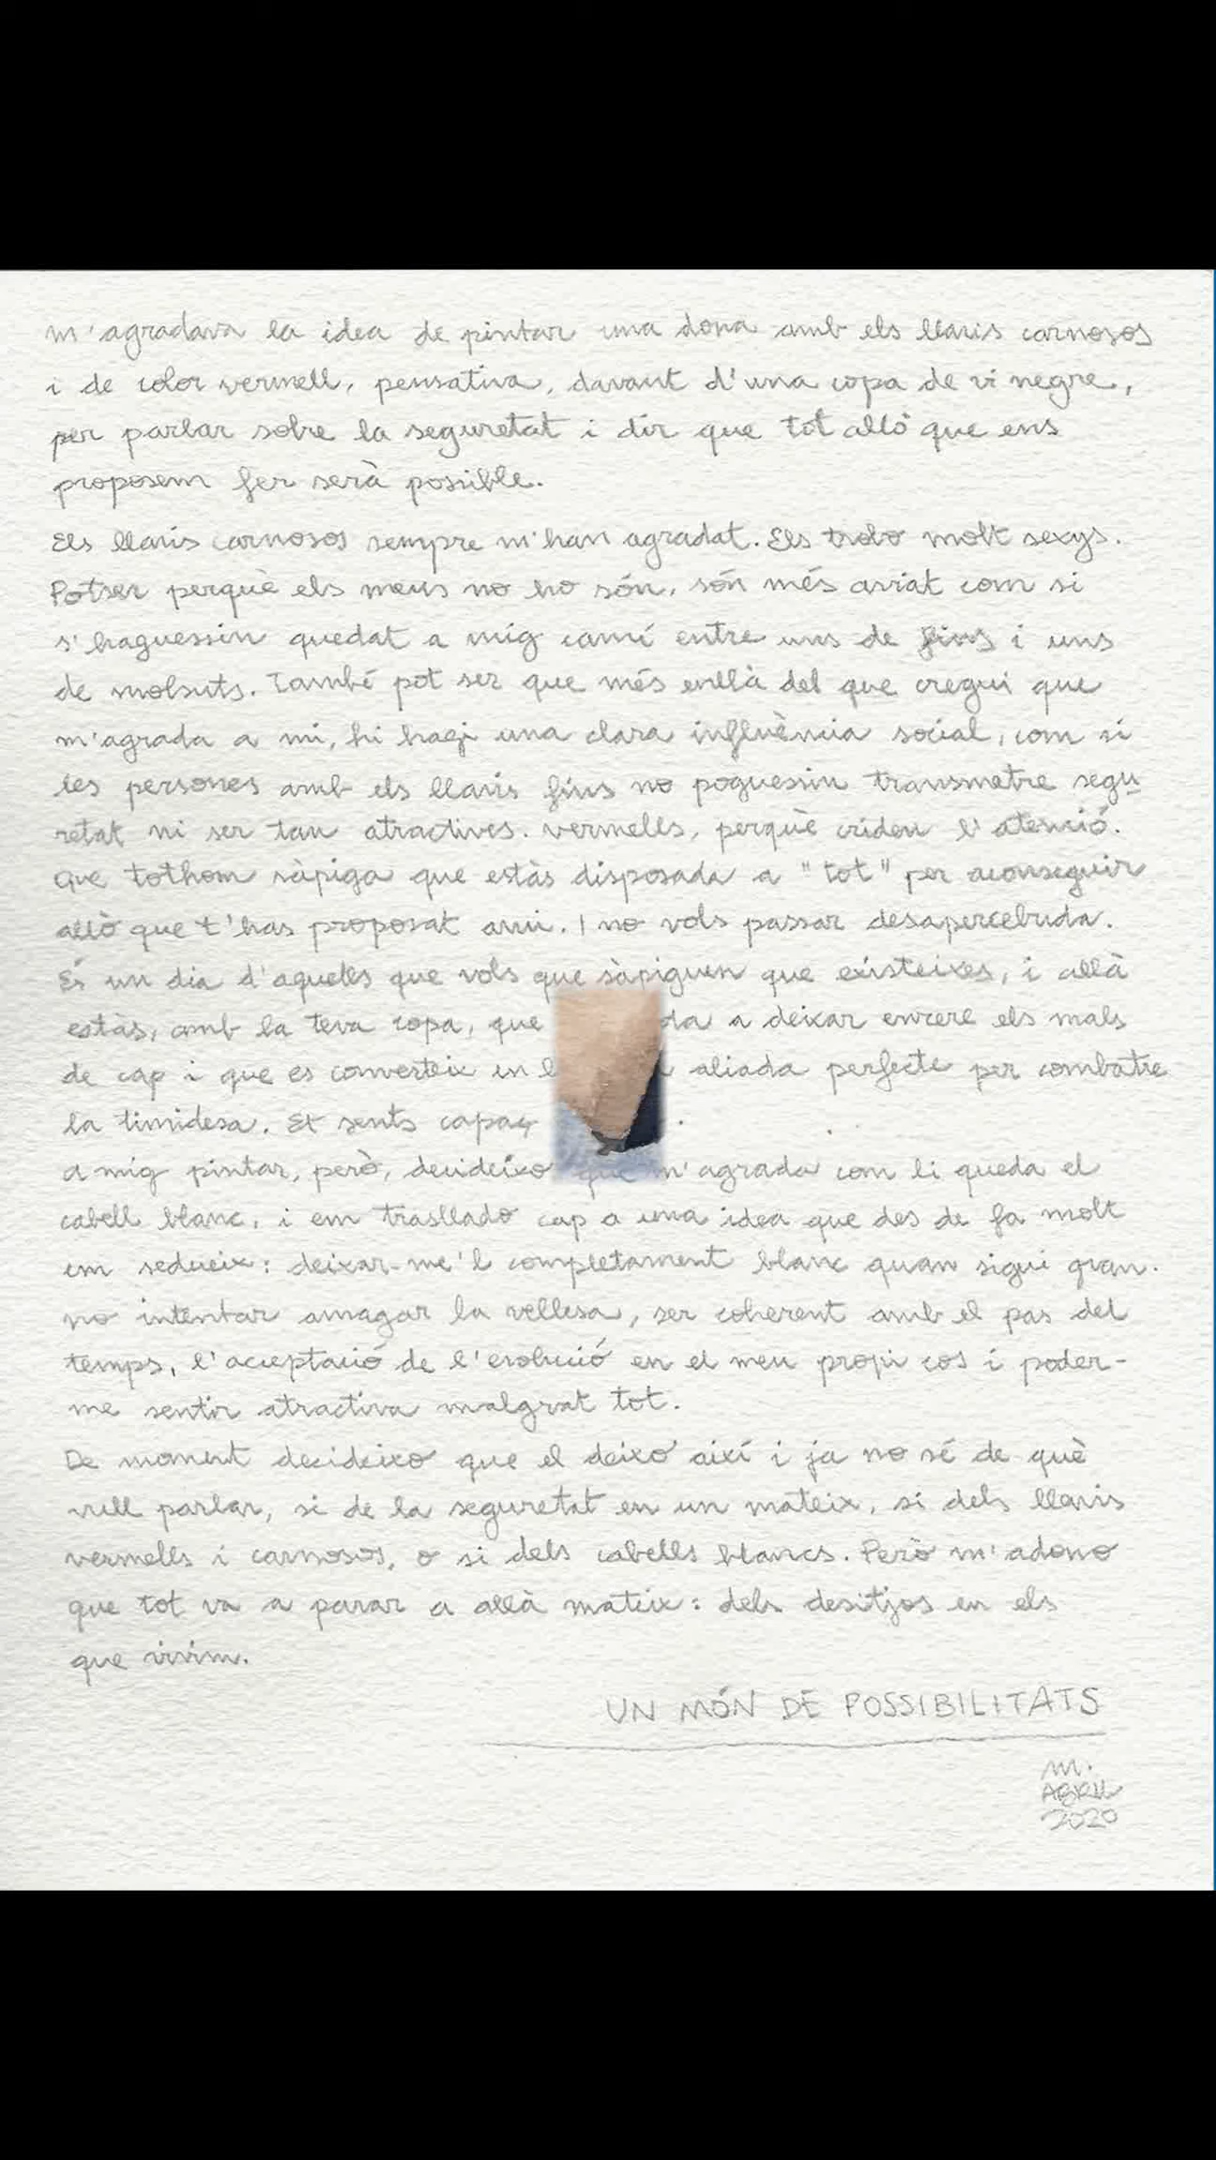 m'agradava la idea de pintar una dona amb els llavis carnosos
i de color vermell, pensativa, davant d'una copa de vi negre,
per parlar sobre la seguretat i dir que tot allò que ens
proposem fer serà possible.
Els llavis carnosos sempre m'han agradat. Els trobo molt sexys.
Potser perquè els meus no ho són, són més aviat com si
s'haguessin quedat a mig camí entre uns de fins i uns
de molsuts. També pot ser que més enllà del que cregui que
m'agrada a mi, hi hagi una clara influència social, com si
les persones amb els llavis fins no poguessin transmetre segu
retat ni ser tan atractives. vermells, perquè criden l'atenció.
Que tothom sàpiga que estàs disposada a "tot" per aconseguir
allò que t'has proposat avui. I no vols passar desapercebuda.
És un dia d'aquells que vols que sàpiguen que existeixes, i allà
estàs, amb la teva copa, que da a deixar enrere els mals
de cap i que es converteix en aliada perfecte per combatre
la timidesa. Et sents capaç
a mig pintar, però, decideixo que m'agrada com li queda el
cabell blanc, i em trasllado cap a una idea que des de fa molt
em sedueix: deixar-me'l completament blanc quan sigui gran.
no intentar amagar la vellesa, ser coherent amb el pas del
temps, l'acceptació de l'evolució en el meu propi cos i poder-
me sentir atractiva malgrat tot.
De moment decideixo que el deixo així i ja no sé de què
vull parlar, si de la seguretat en un mateix, si dels llavis
vermells i carnosos, o si dels cabells blancs. Però m'adono
que tot va a parar a allà mateix: dels desitjos en els
que vivim.
UN MÓN DE POSSIBILITATS
M.
ABRIL
2020